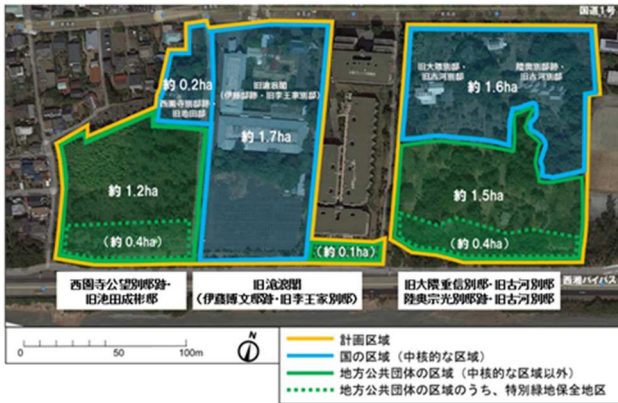 国道1号
約 0.2ha
西園寺別邸跡・
旧池田邸
旧滄浪閣
(伊藤邸跡・旧李王家別邸)
約 1.7ha
旧大隈別邸・
旧古河別邸
陸奥別邸跡・
旧古河別邸
約 1.6ha
約 1.2ha
(約 0.4ha)
(約 0.1ha)
約 1.5ha
(約 0.4ha)
西湘バイパス
西園寺公望別邸跡・
旧池田成彬邸
旧滄浪閣
(伊藤博文邸跡・旧李王家別邸)
旧大隈重信別邸・旧古河別邸
陸奥宗光別邸跡・旧古河別邸
N
0 50 100m
計画区域
国の区域(中核的な区域)
地方公共団体の区域(中核的な区域以外)
地方公共団体の区域のうち、特別緑地保全地区